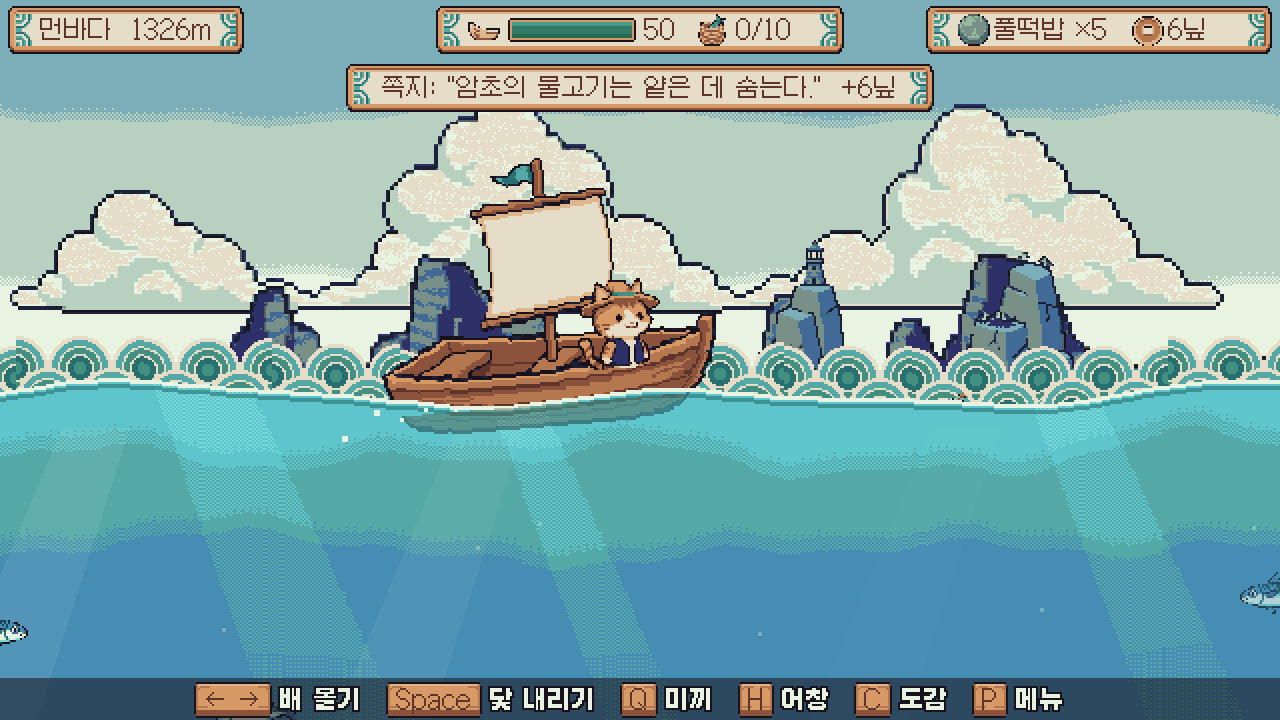 먼바다 1326m
50 0/10
풀떡밥 ×5 6닢
쪽지: "암초의 물고기는 얕은 데 숨는다." +6닢
← → 배 몰기 Space 닻 내리기 Q 미끼 H 어창 C 도감 P 메뉴